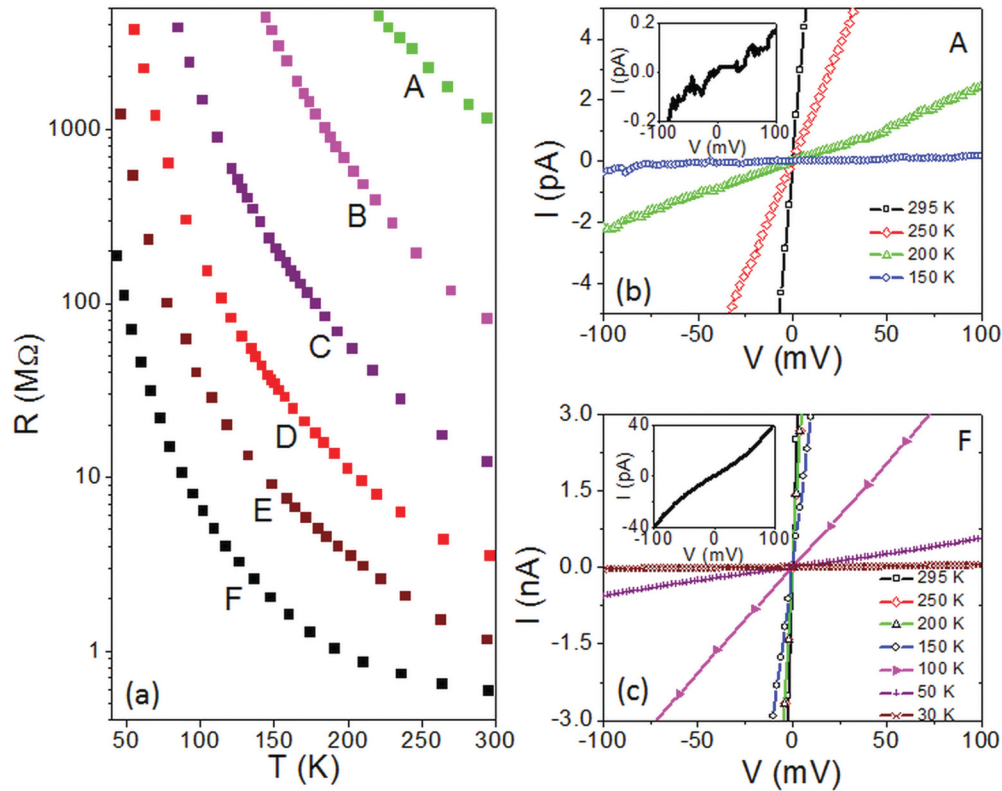 1000
100
10
1
R (MΩ)
A
B
C
D
E
F
(a)
50 100 150 200 250 300
T (K)
A
4
2
0
-2
-4
I (pA)
0.2
0.0
-0.2
I (pA)
-100 0 100
V (mV)
295 K
250 K
200 K
150 K
(b)
-100 -50 0 50 100
V (mV)
F
3.0
1.5
0.0
-1.5
-3.0
I (nA)
40
0
-40
I (pA)
-100 0 100
V (mV)
295 K
250 K
200 K
150 K
100 K
50 K
30 K
(c)
-100 -50 0 50 100
V (mV)